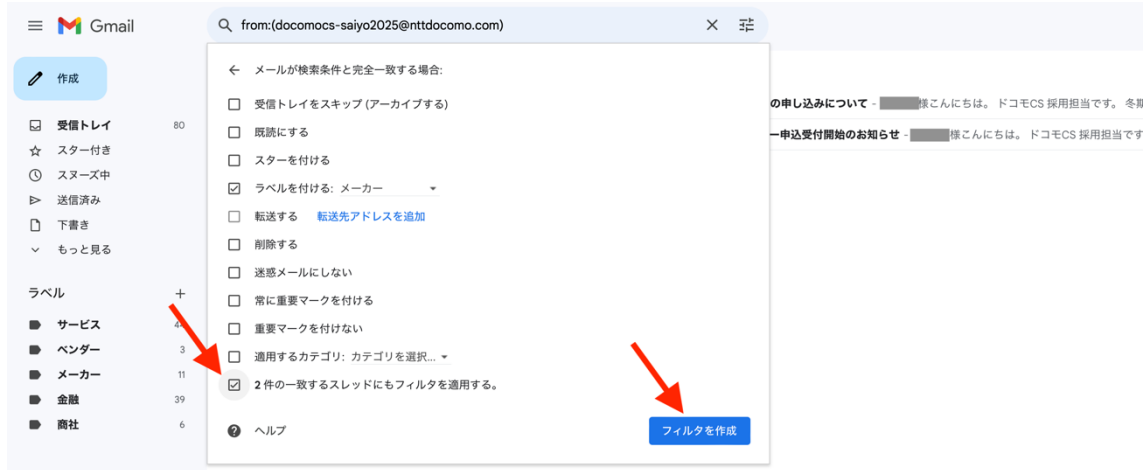 Gmail
from:(docomocs-saiyo2025@nttdocomo.com)
作成
受信トレイ 80
スター付き
スヌーズ中
送信済み
下書き
もっと見る
ラベル
サービス 44
ベンダー 3
メーカー 11
金融 39
商社 6
メールが検索条件と完全一致する場合:
受信トレイをスキップ (アーカイブする)
既読にする
スターを付ける
ラベルを付ける: メーカー
転送する 転送先アドレスを追加
削除する
迷惑メールにしない
常に重要マークを付ける
重要マークを付けない
適用するカテゴリ: カテゴリを選択...
2 件の一致するスレッドにもフィルタを適用する。
ヘルプ
フィルタを作成
の申し込みについて - 様こんにちは。 ドコモCS 採用担当です。 冬期
ー申込受付開始のお知らせ - 様こんにちは。 ドコモCS 採用担当です